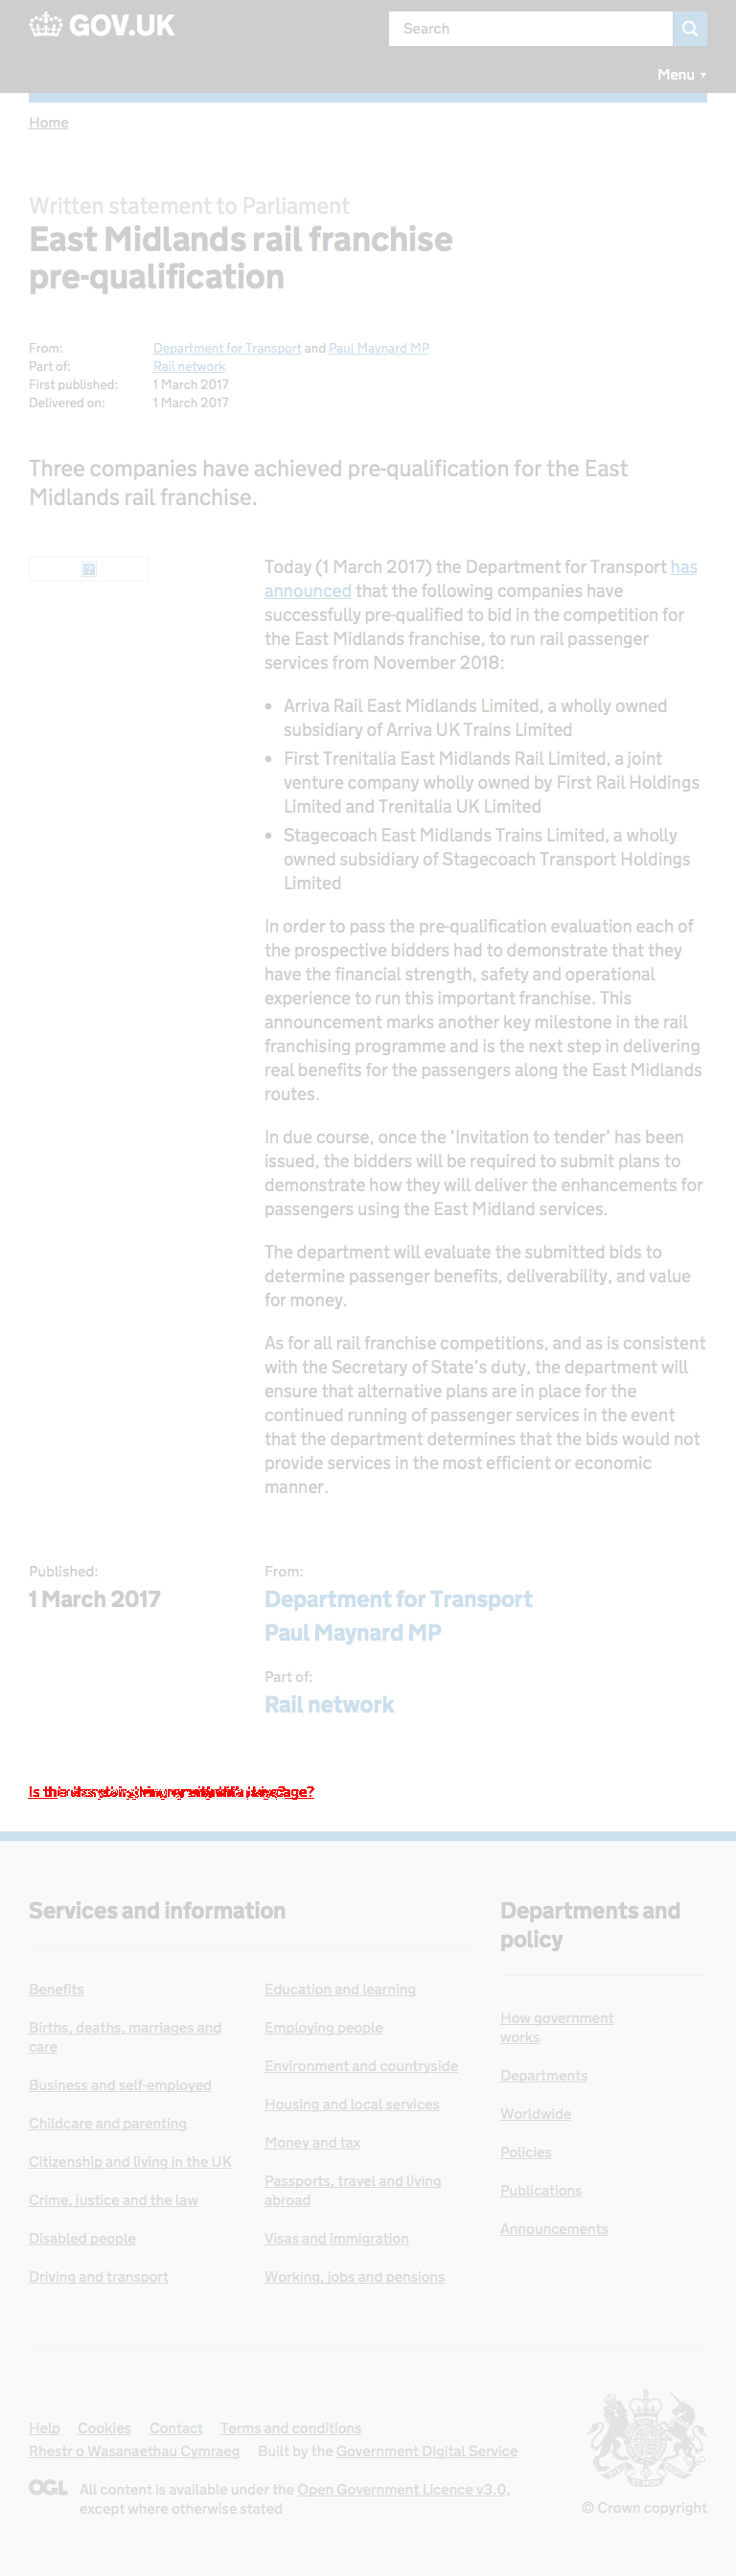 GOV.UK
Search
Menu ▼
Home
Written statement to Parliament
East Midlands rail franchise
pre-qualification
From: Department for Transport and Paul Maynard MP
Part of: Rail network
First published: 1 March 2017
Delivered on: 1 March 2017
Three companies have achieved pre-qualification for the East
Midlands rail franchise.
Today (1 March 2017) the Department for Transport has
announced that the following companies have
successfully pre-qualified to bid in the competition for
the East Midlands franchise, to run rail passenger
services from November 2018:
• Arriva Rail East Midlands Limited, a wholly owned
subsidiary of Arriva UK Trains Limited
• First Trenitalia East Midlands Rail Limited, a joint
venture company wholly owned by First Rail Holdings
Limited and Trenitalia UK Limited
• Stagecoach East Midlands Trains Limited, a wholly
owned subsidiary of Stagecoach Transport Holdings
Limited
In order to pass the pre-qualification evaluation each of
the prospective bidders had to demonstrate that they
have the financial strength, safety and operational
experience to run this important franchise. This
announcement marks another key milestone in the rail
franchising programme and is the next step in delivering
real benefits for the passengers along the East Midlands
routes.
In due course, once the ‘Invitation to tender’ has been
issued, the bidders will be required to submit plans to
demonstrate how they will deliver the enhancements for
passengers using the East Midland services.
The department will evaluate the submitted bids to
determine passenger benefits, deliverability, and value
for money.
As for all rail franchise competitions, and as is consistent
with the Secretary of State’s duty, the department will
ensure that alternative plans are in place for the
continued running of passenger services in the event
that the department determines that the bids would not
provide services in the most efficient or economic
manner.
Published:
1 March 2017
From:
Department for Transport
Paul Maynard MP
Part of:
Rail network
Services and information
Benefits
Births, deaths, marriages and
care
Business and self-employed
Childcare and parenting
Citizenship and living in the UK
Crime, justice and the law
Disabled people
Driving and transport
Education and learning
Employing people
Environment and countryside
Housing and local services
Money and tax
Passports, travel and living
abroad
Visas and immigration
Working, jobs and pensions
Departments and
policy
How government
works
Departments
Worldwide
Policies
Publications
Announcements
Help Cookies Contact Terms and conditions
Rhestr o Wasanaethau Cymraeg Built by the Government Digital Service
OGL All content is available under the Open Government Licence v3.0,
except where otherwise stated
© Crown copyright